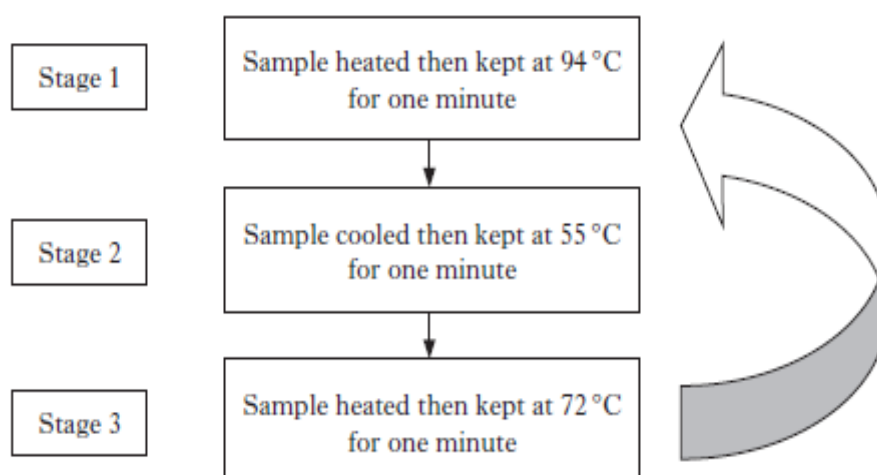 Stage 1
Sample heated then kept at 94 °C
for one minute
Stage 2
Sample cooled then kept at 55 °C
for one minute
Stage 3
Sample heated then kept at 72 °C
for one minute